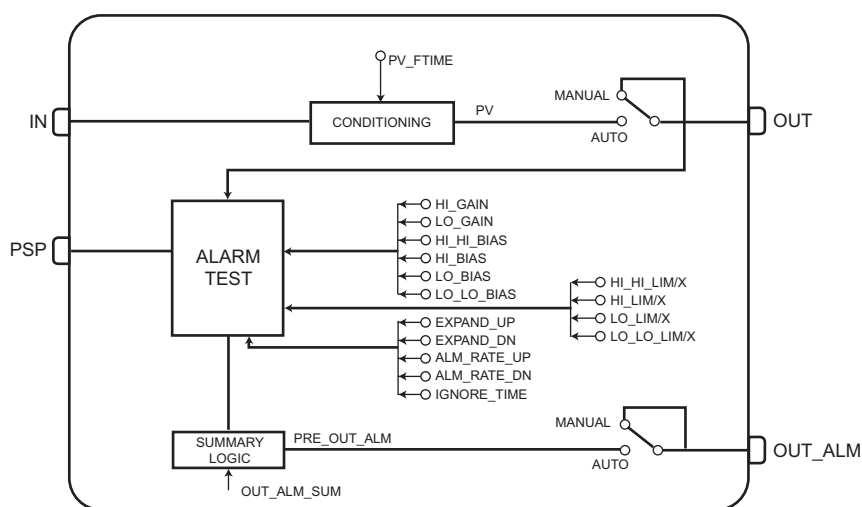 PV_FTIME
IN
CONDITIONING
PV
MANUAL
AUTO
OUT
PSP
ALARM
TEST
HI_GAIN
LO_GAIN
HI_HI_BIAS
HI_BIAS
LO_BIAS
LO_LO_BIAS
HI_HI_LIM/X
HI_LIM/X
LO_LIM/X
LO_LO_LIM/X
EXPAND_UP
EXPAND_DN
ALM_RATE_UP
ALM_RATE_DN
IGNORE_TIME
SUMMARY
LOGIC
PRE_OUT_ALM
MANUAL
AUTO
OUT_ALM
OUT_ALM_SUM